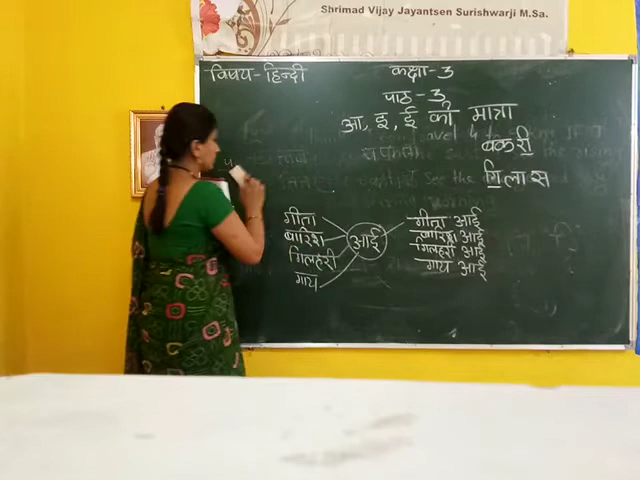 Shrimad Vijay Jayantsen Surishwarji M.Sa.
विषय-हिन्दी
कक्षा-3
पाठ-3
आ, इ, ई की मात्रा
बकरी
गिलास
गीता
बारिश
गिलहरी
गाय
आई
गीता आई
बारिश आई
गिलहरी आई
गाय आई